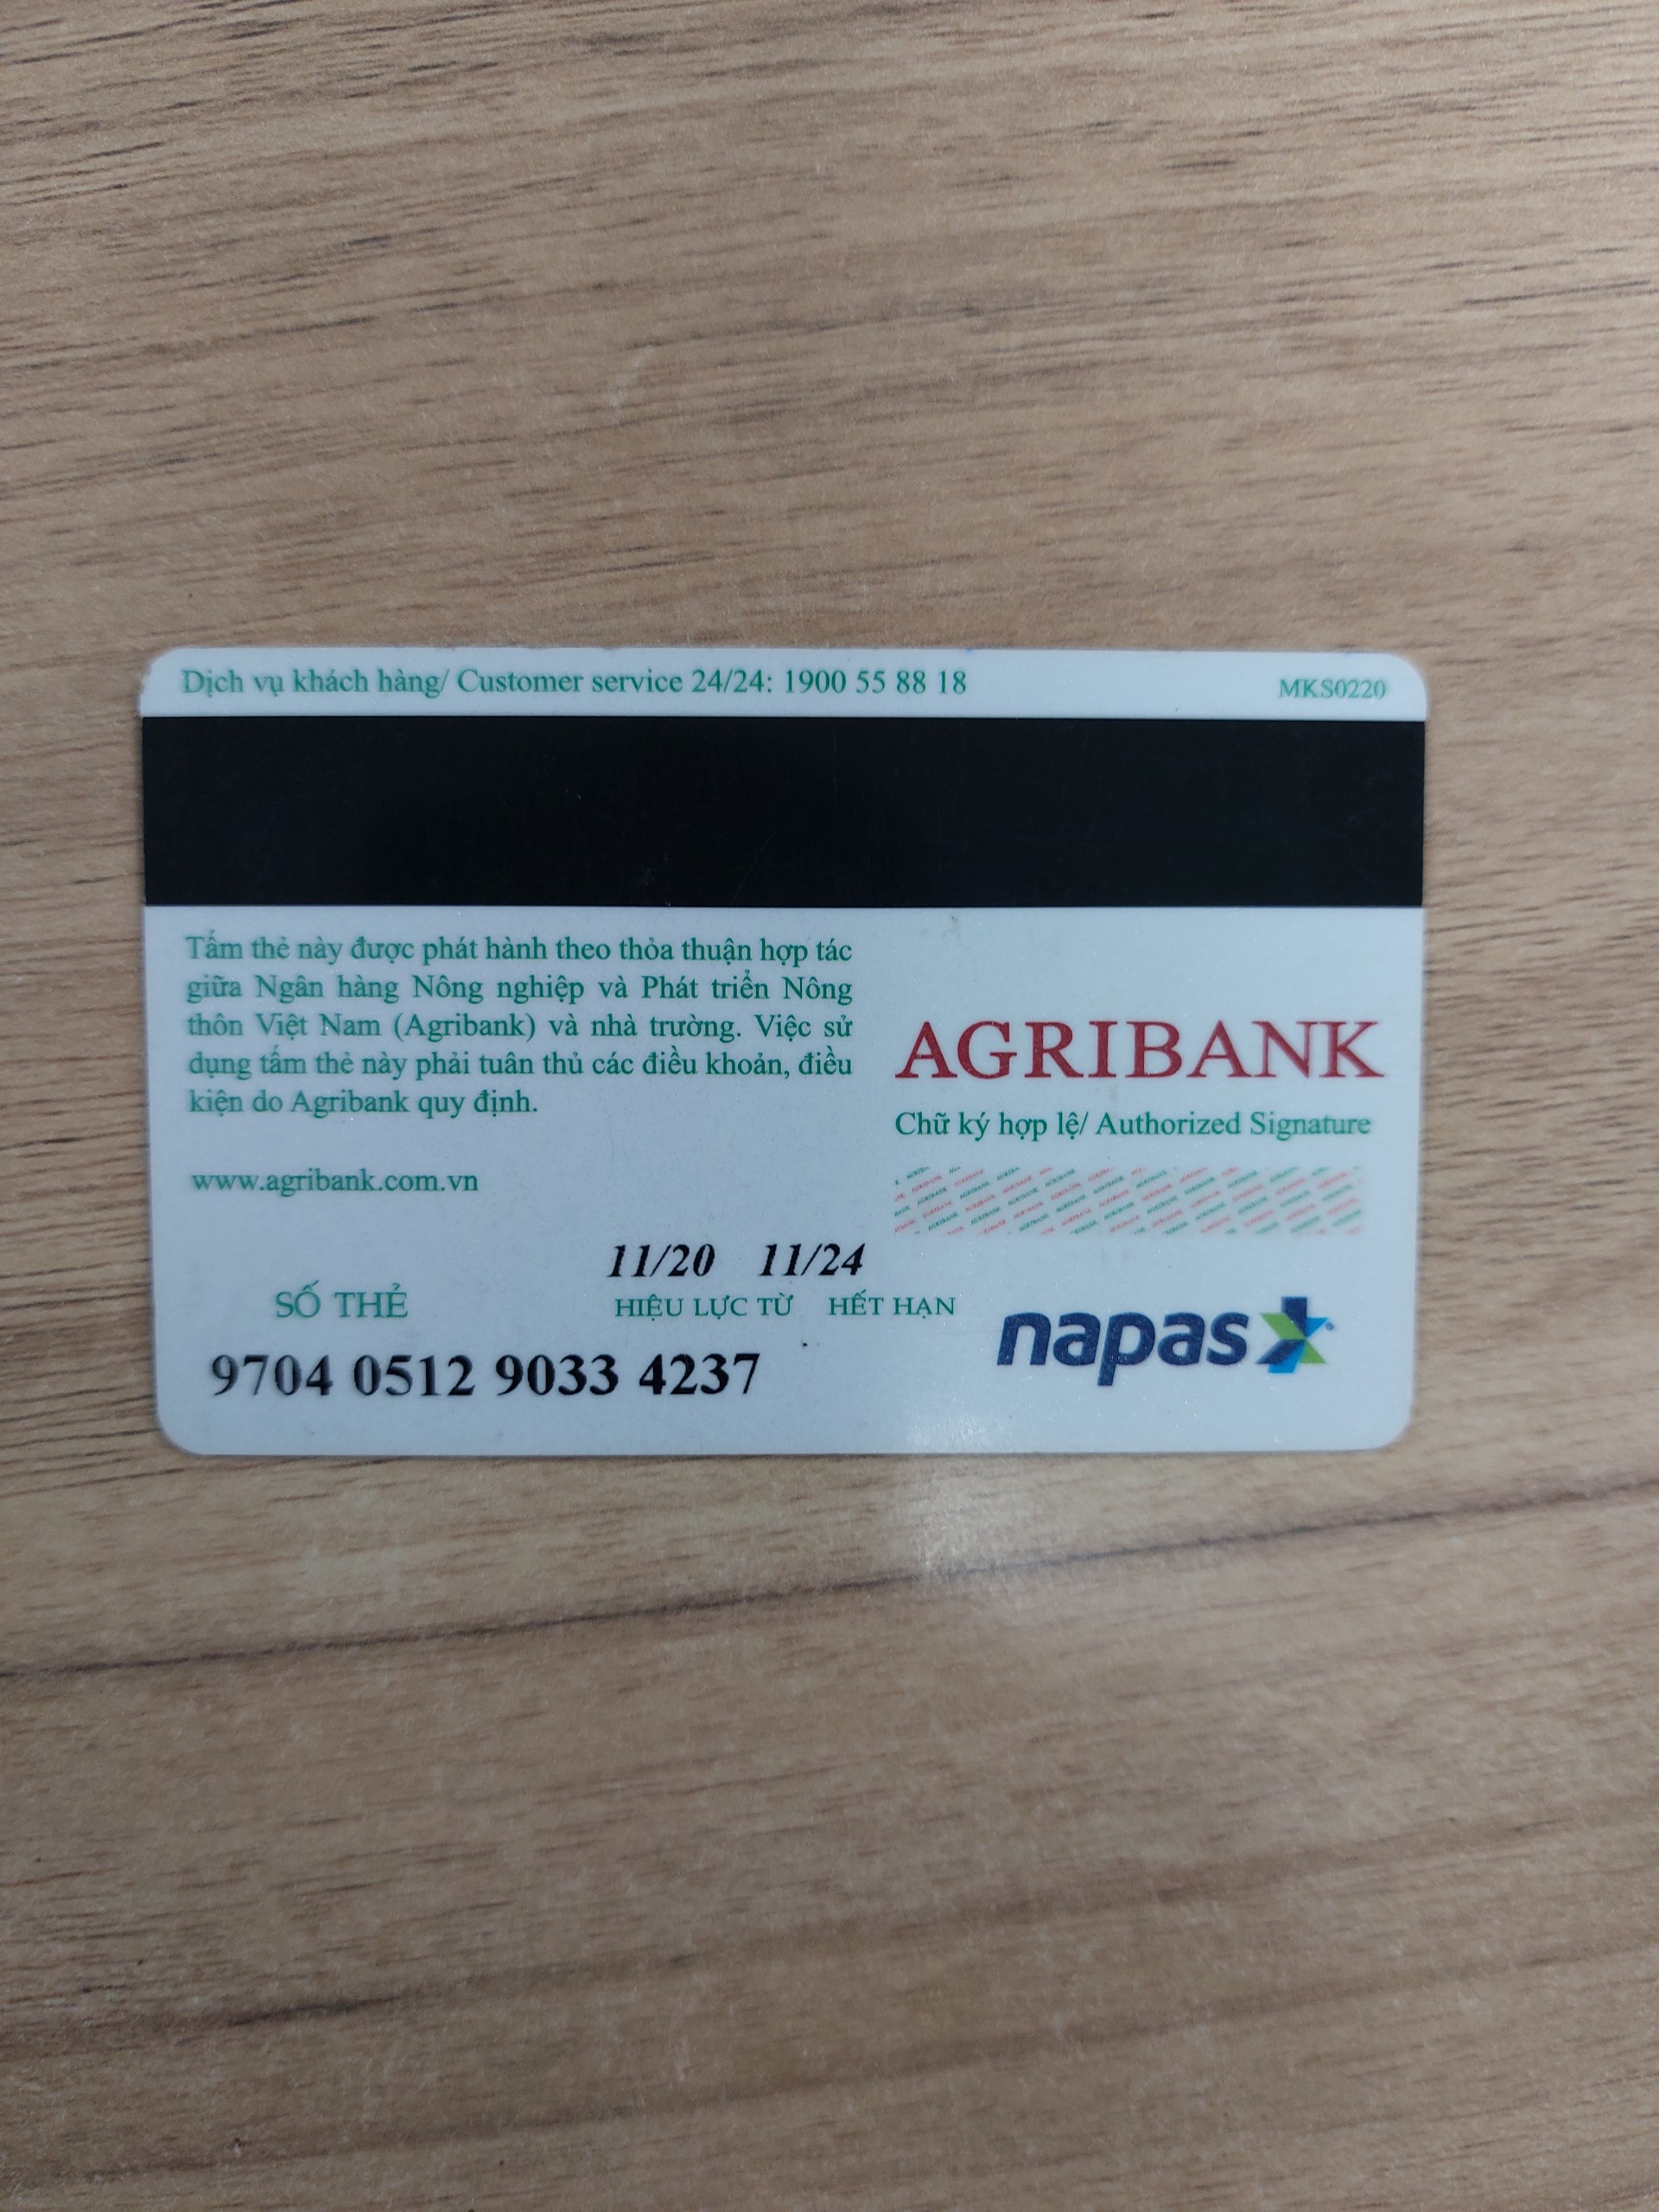 Dịch vụ khách hàng/ Customer service 24/24: 1900 55 88 18
MKS0220
Tấm thẻ này được phát hành theo thỏa thuận hợp tác
giữa Ngân hàng Nông nghiệp và Phát triển Nông
thôn Việt Nam (Agribank) và nhà trường. Việc sử
dụng tấm thẻ này phải tuân thủ các điều khoản, điều
kiện do Agribank quy định.
www.agribank.com.vn
AGRIBANK
Chữ ký hợp lệ/ Authorized Signature
11/20 11/24
SỐ THẺ
HIỆU LỰC TỪ HẾT HẠN
9704 0512 9033 4237
napas